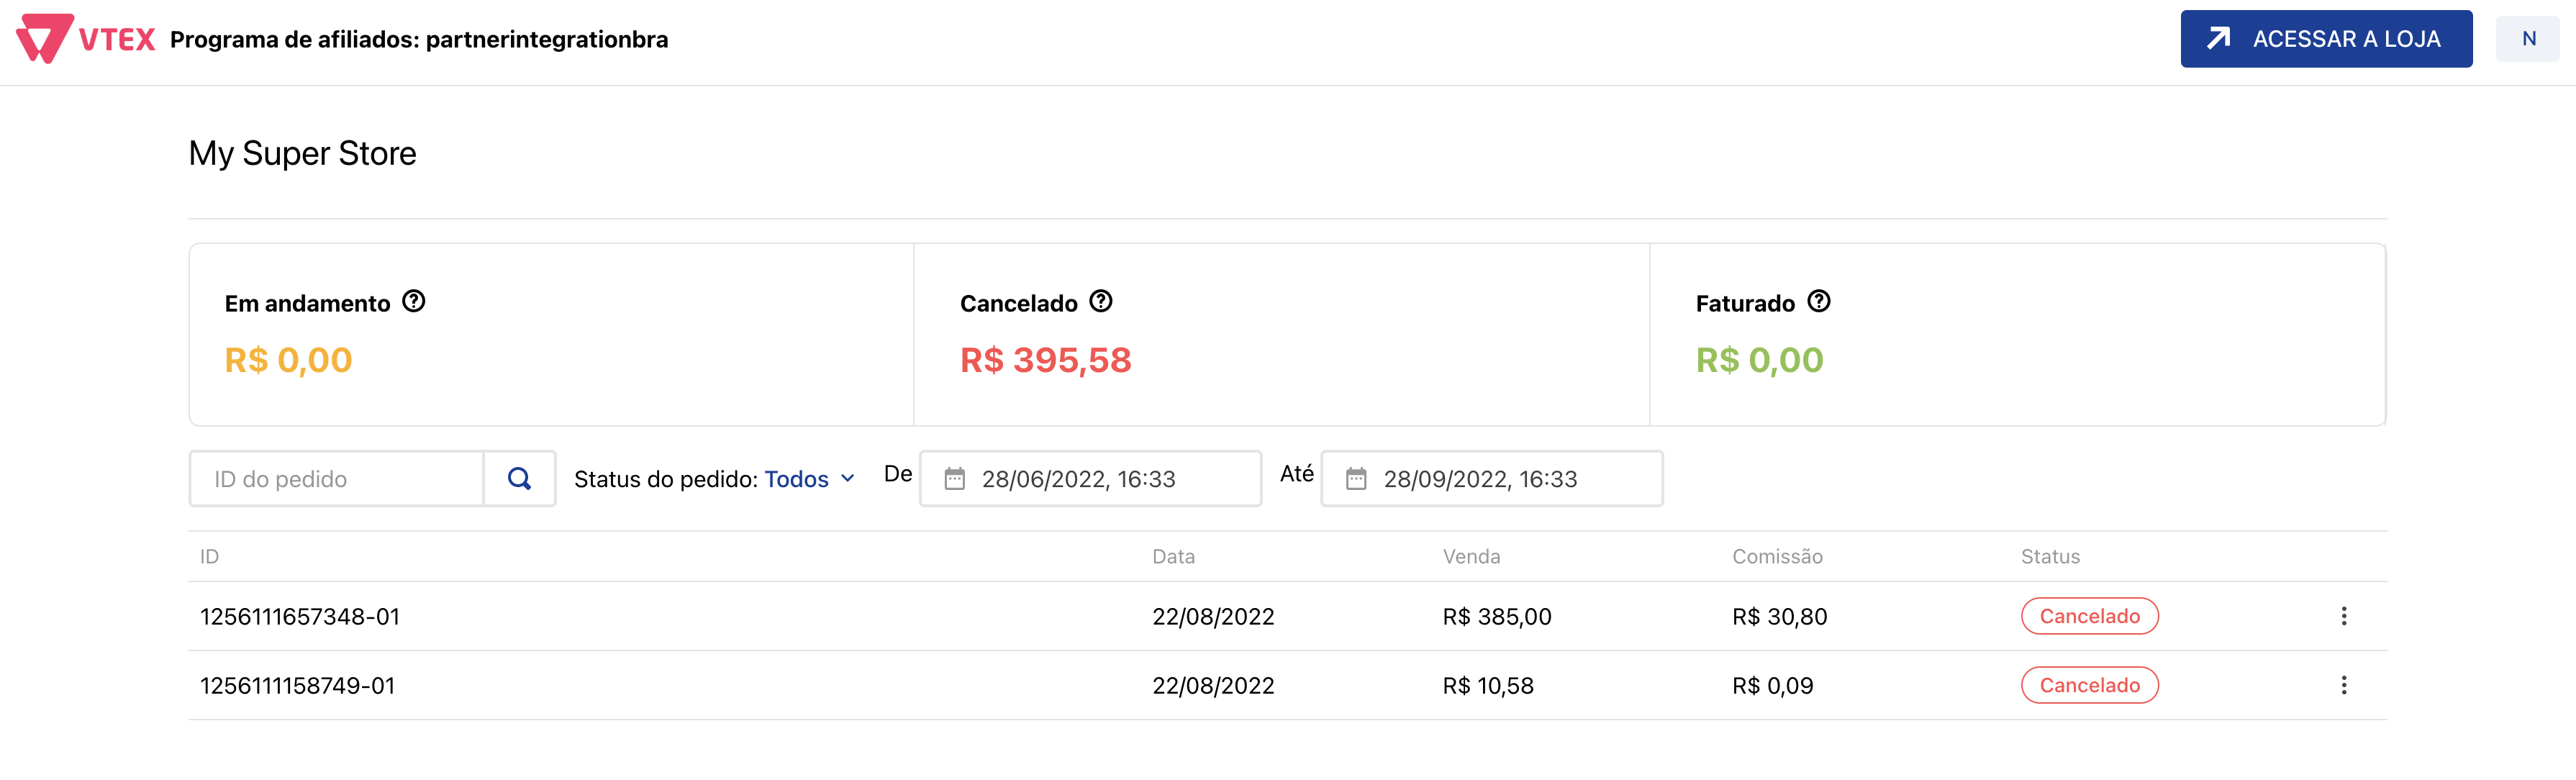 VTEX Programa de afiliados: partnerintegrationbra ACESSAR A LOJA N
My Super Store
Em andamento Cancelado Faturado
R$ 0,00 R$ 395,58 R$ 0,00
ID do pedido Status do pedido: Todos De 28/06/2022, 16:33 Até 28/09/2022, 16:33
ID Data Venda Comissão Status
1256111657348-01 22/08/2022 R$ 385,00 R$ 30,80 Cancelado
1256111158749-01 22/08/2022 R$ 10,58 R$ 0,09 Cancelado